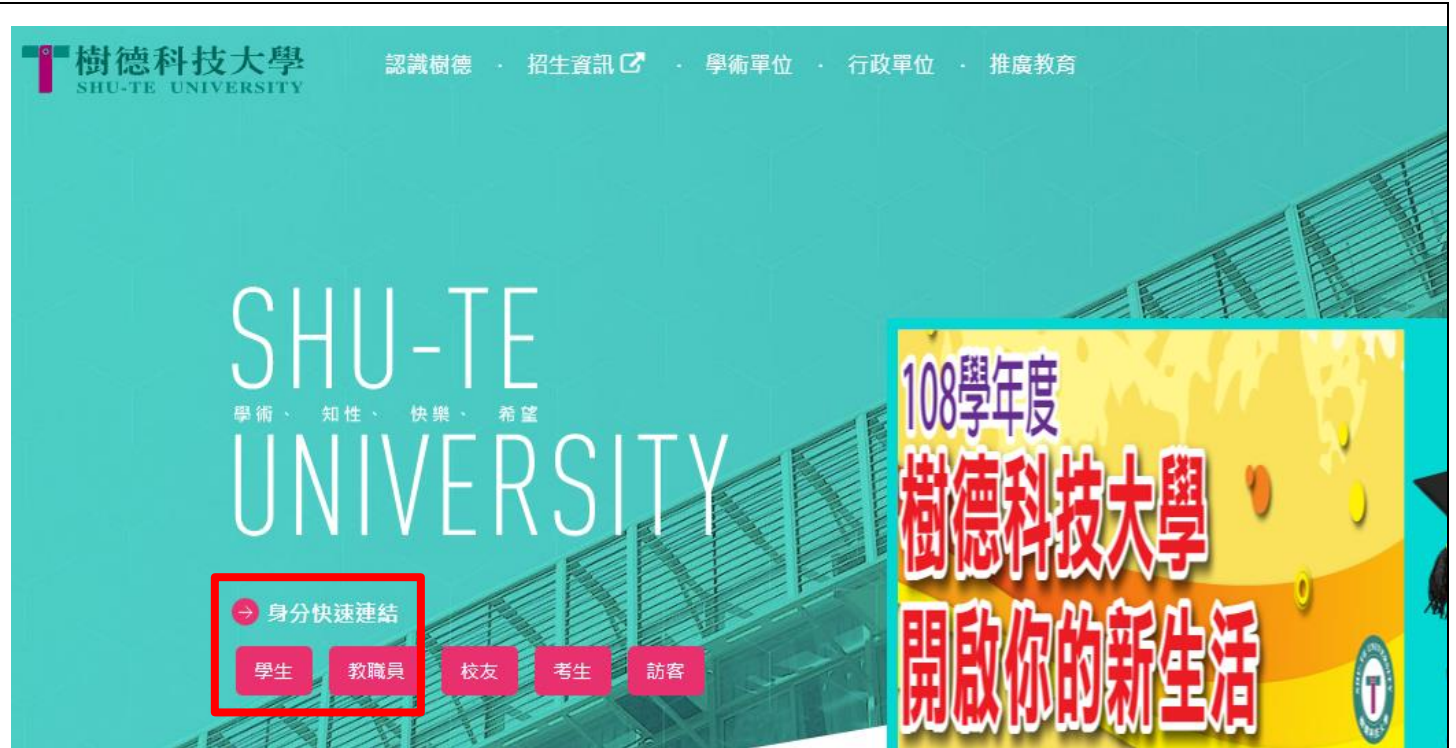 樹德科技大學
SHU-TE UNIVERSITY
認識樹德 · 招生資訊 · 學術單位 · 行政單位 · 推廣教育
SHU-TE
學術、 知性、 快樂、 希望
UNIVERSITY
身分快速連結
學生 教職員 校友 考生 訪客
108學年度
樹德科技大學
開啟你的新生活